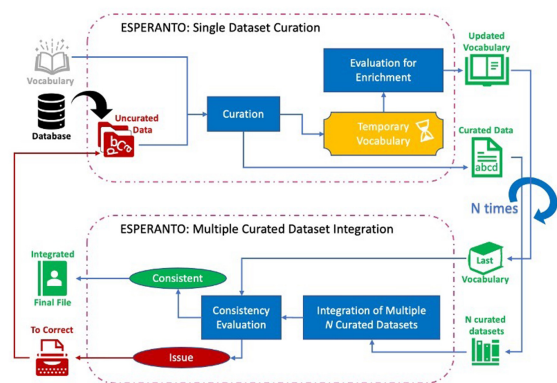 ESPERANTO: Single Dataset Curation
Updated
Vocabulary
Vocabulary
Evaluation for
Enrichment
Database
Uncurated
Data
Curation
Temporary
Vocabulary
Curated Data
abcd
N times
ESPERANTO: Multiple Curated Dataset Integration
Integrated
Final File
Consistent
Last
Vocabulary
Consistency
Evaluation
Integration of Multiple
N Curated Datasets
N curated
datasets
To Correct
Issue